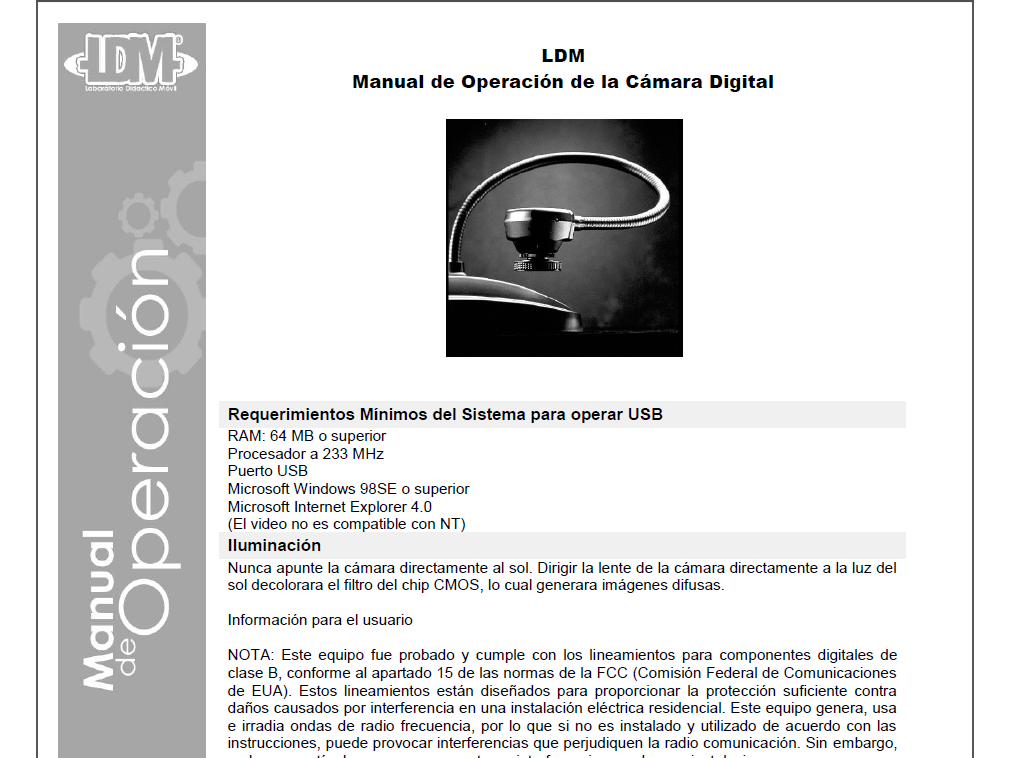 LDM
Laboratorio Didáctico Móvil
Manual
de
Operación
LDM
Manual de Operación de la Cámara Digital
Requerimientos Mínimos del Sistema para operar USB
RAM: 64 MB o superior
Procesador a 233 MHz
Puerto USB
Microsoft Windows 98SE o superior
Microsoft Internet Explorer 4.0
(El video no es compatible con NT)
Iluminación
Nunca apunte la cámara directamente al sol. Dirigir la lente de la cámara directamente a la luz del
sol decolorara el filtro del chip CMOS, lo cual generara imágenes difusas.
Información para el usuario
NOTA: Este equipo fue probado y cumple con los lineamientos para componentes digitales de
clase B, conforme al apartado 15 de las normas de la FCC (Comisión Federal de Comunicaciones
de EUA). Estos lineamientos están diseñados para proporcionar la protección suficiente contra
daños causados por interferencia en una instalación eléctrica residencial. Este equipo genera, usa
e irradia ondas de radio frecuencia, por lo que si no es instalado y utilizado de acuerdo con las
instrucciones, puede provocar interferencias que perjudiquen la radio comunicación. Sin embargo,